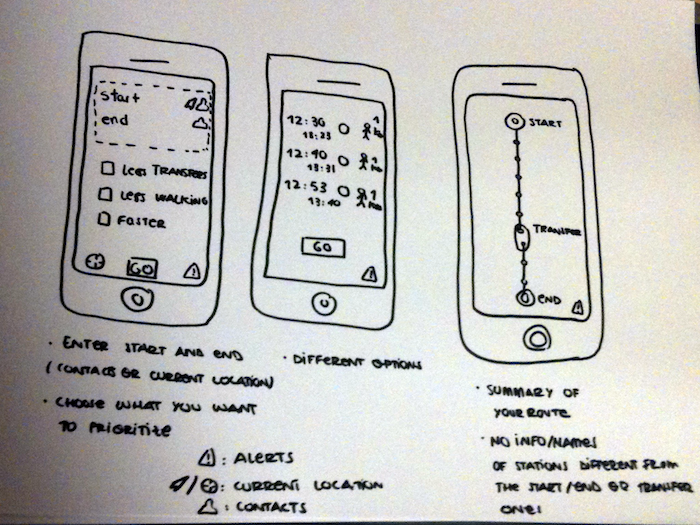 start
end
LESS TRANSFERS
LESS WALKING
FASTER
GO
12:30
13:23
1
12:40
13:31
1
12:53
13:40
1
GO
START
TRANSFER
END
· ENTER START AND END
(CONTACTS OR CURRENT LOCATION)
· CHOOSE WHAT YOU WANT
TO PRIORITITE
· DIFFERENT OPTIONS
· SUMMARY OF
YOUR ROUTE
· NO INFO/NAMES
OF STATIONS DIFFERENT FROM
THE START/END OR TRANSFER
ONE!
⚠: ALERTS
/ : CURRENT LOCATION
: CONTACTS